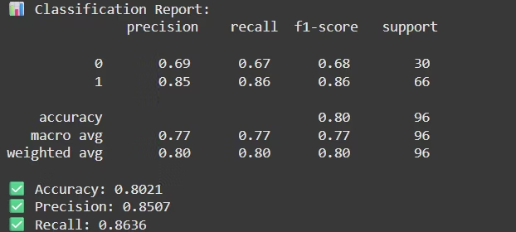 📊 Classification Report:
precision recall f1-score support
0 0.69 0.67 0.68 30
1 0.85 0.86 0.86 66
accuracy 0.80 96
macro avg 0.77 0.77 0.77 96
weighted avg 0.80 0.80 0.80 96
✅ Accuracy: 0.8021
✅ Precision: 0.8507
✅ Recall: 0.8636